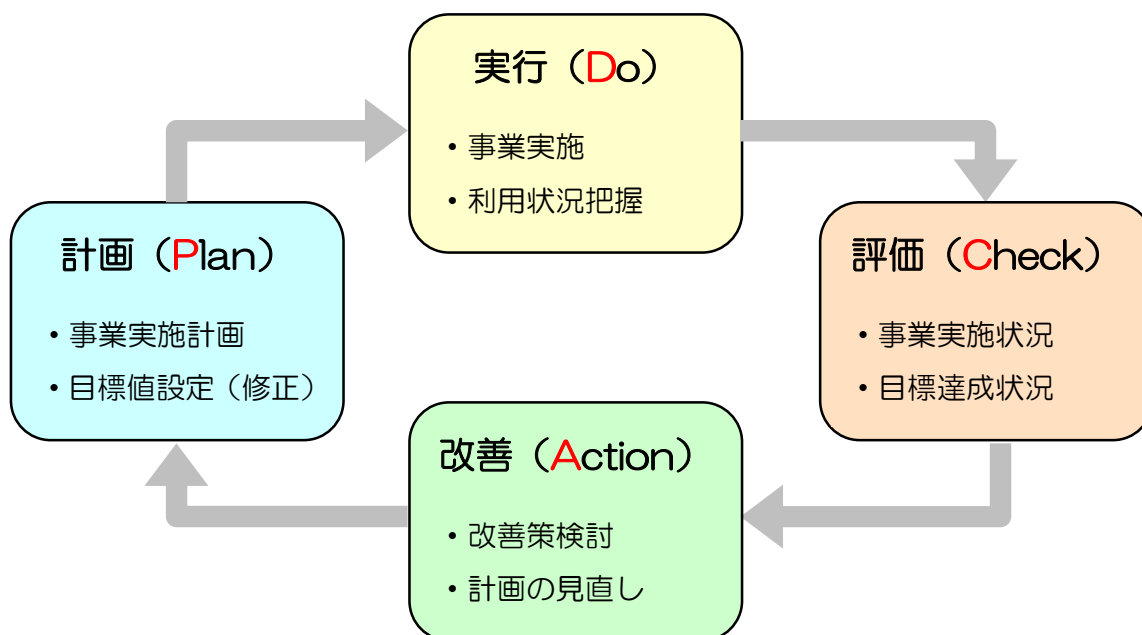 実行（Do）
・事業実施
・利用状況把握
計画（Plan）
・事業実施計画
・目標値設定（修正）
評価（Check）
・事業実施状況
・目標達成状況
改善（Action）
・改善策検討
・計画の見直し